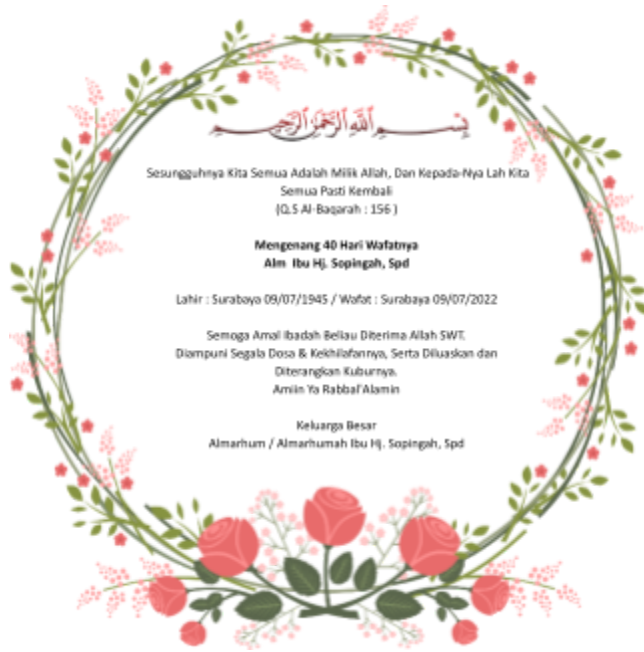 بِسْمِ اللَّهِ الرَّحْمَٰنِ الرَّحِيمِ
Sesungguhnya Kita Semua Adalah Milik Allah, Dan Kepada-Nya Lah Kita
Semua Pasti Kembali
(Q.S Al-Baqarah : 156 )
Mengenang 40 Hari Wafatnya
Alm Ibu Hj. Sopingah, Spd
Lahir : Surabaya 09/07/1945 / Wafat : Surabaya 09/07/2022
Semoga Amal Ibadah Beliau Diterima Allah SWT.
Diampuni Segala Dosa & Kekhilafannya, Serta Diluaskan dan
Diterangkan Kuburnya.
Amiin Ya Rabbal'Alamin
Keluarga Besar
Almarhum / Almarhumah Ibu Hj. Sopingah, Spd